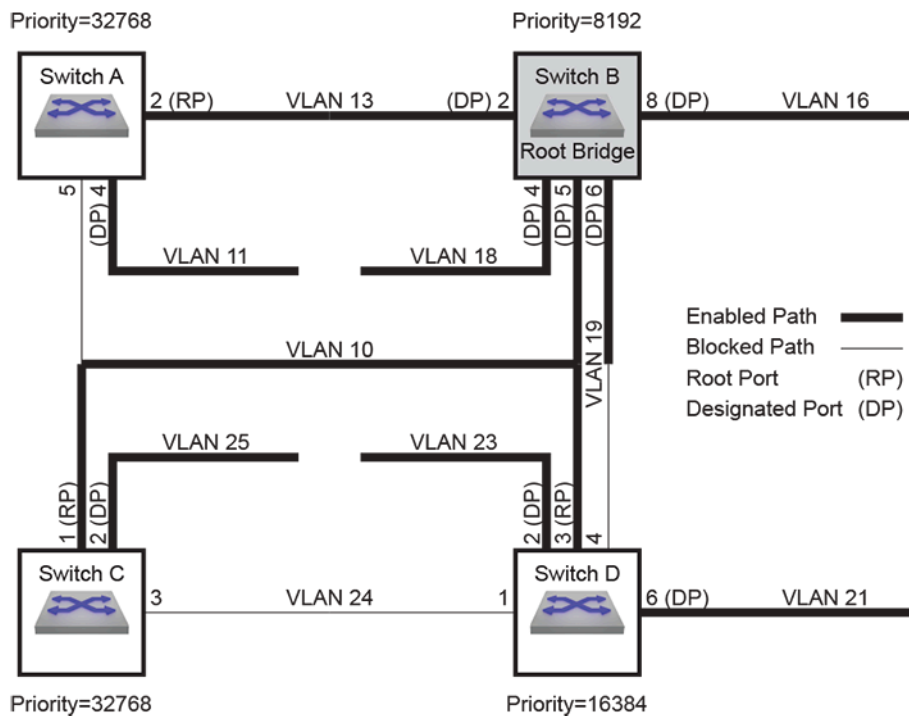 Priority=32768
Priority=8192
Switch A
Switch B
2 (RP)
VLAN 13
(DP) 2
8 (DP)
VLAN 16
Root Bridge
5
(DP) 4
(DP) 4
(DP) 5
(DP) 6
VLAN 11
VLAN 18
VLAN 19
Enabled Path
Blocked Path
Root Port (RP)
Designated Port (DP)
VLAN 10
VLAN 25
VLAN 23
1 (RP)
2 (DP)
2 (DP)
3 (RP)
4
Switch C
Switch D
3
VLAN 24
1
6 (DP)
VLAN 21
Priority=32768
Priority=16384